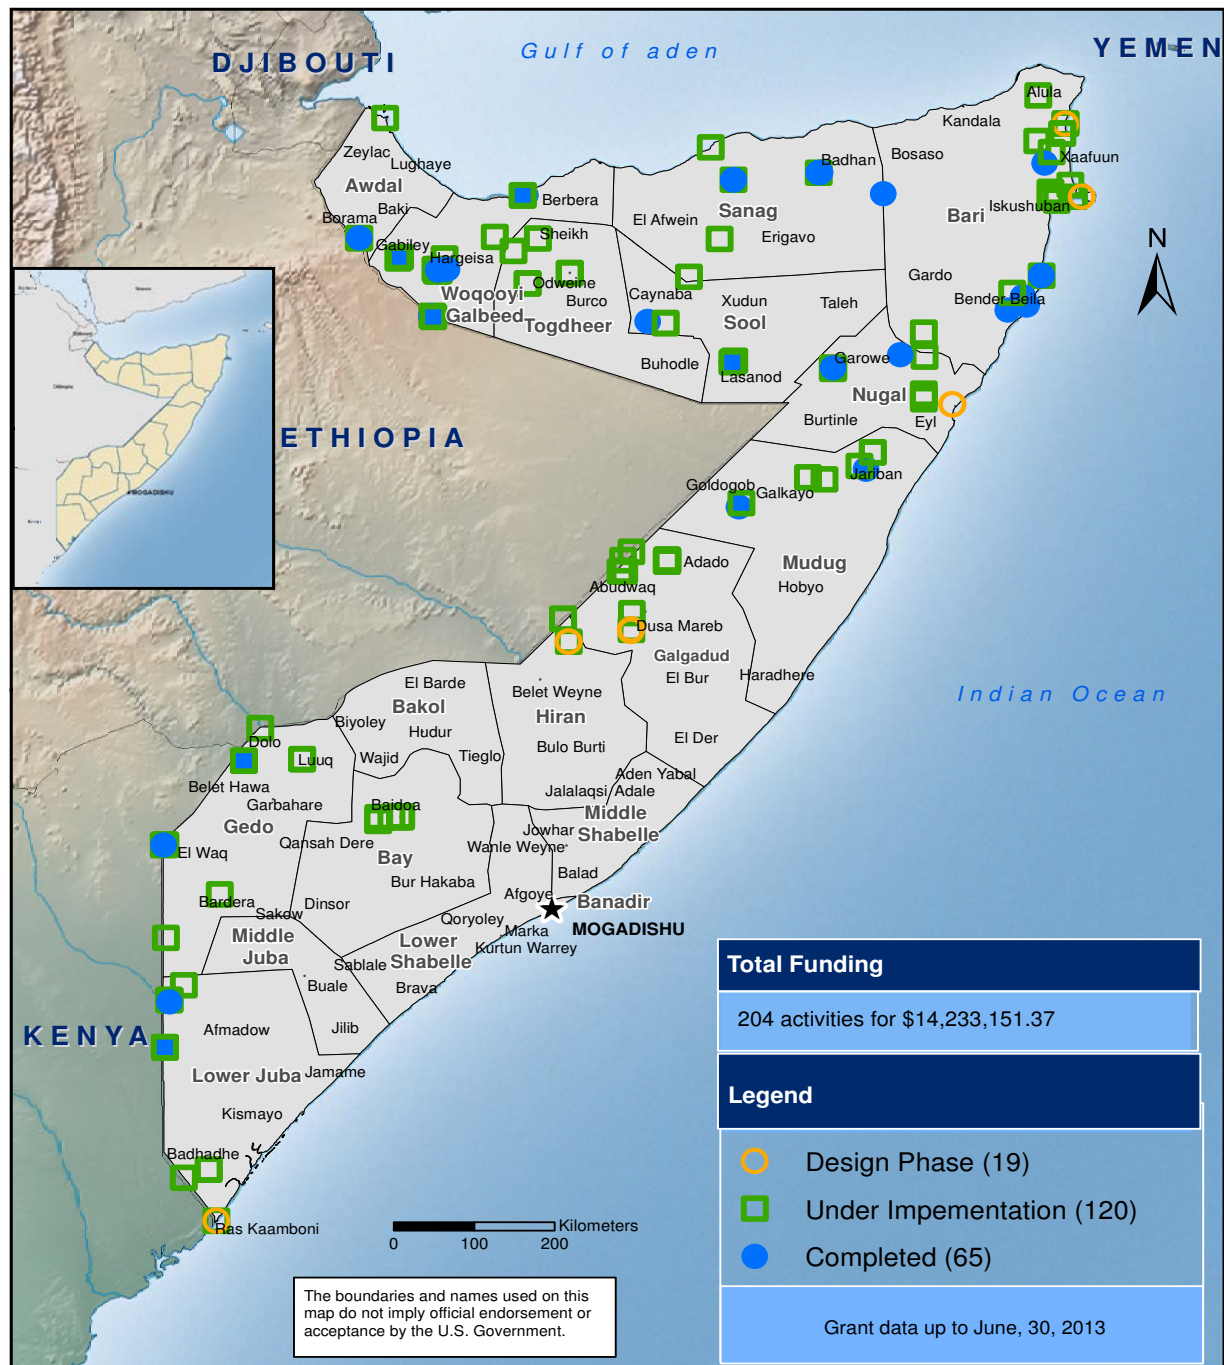 Gulf of aden
YEMEN
DJIBOUTI
Alula
Kandala
Zeylac
Lughaye
Badhan
Bosaso
Xaafuun
Awdal
Baki
Berbera
Iskushuban
Borama
El Afwein
Sanag
Bari
Gabiley
Sheikh
Erigavo
N
Hargeisa
Gardo
Odweine
Woqooyi
Galbeed
Burco
Caynaba
Xudun
Taleh
Bender Beila
Togdheer
Sool
Buhodle
Lasanod
Garowe
Nugal
Burtinle
Eyl
ETHIOPIA
MOGADISHU
Goldogob
Galkayo
Jariban
Adado
Mudug
Abudwaq
Hobyo
Dusa Mareb
Galgadud
El Bur
Haradhere
Indian Ocean
El Barde
Belet Weyne
Bakol
Hiran
Biyoley
Hudur
Dolo
Luuq
Wajid
Tieglo
Bulo Burti
El Der
Belet Hawa
Aden Yabal
Jalalaqsi
Adale
Garbahare
Baidoa
Gedo
Middle
Shabelle
Qansah Dere
Jowhar
Wanle Weyne
El Waq
Bay
Bur Hakaba
Balad
Bardera
Sakow
Dinsor
Afgoye
Banadir
Qoryoley
Marka
MOGADISHU
Middle
Juba
Lower
Shabelle
Kurtun Warrey
Sablale
Buale
Brava
KENYA
Afmadow
Jilib
Lower Juba
Jamame
Kismayo
Badhadhe
Ras Kaamboni
Kilometers
0 100 200
The boundaries and names used on this
map do not imply official endorsement or
acceptance by the U.S. Government.
Total Funding
204 activities for $14,233,151.37
Legend
Design Phase (19)
Under Impementation (120)
Completed (65)
Grant data up to June, 30, 2013